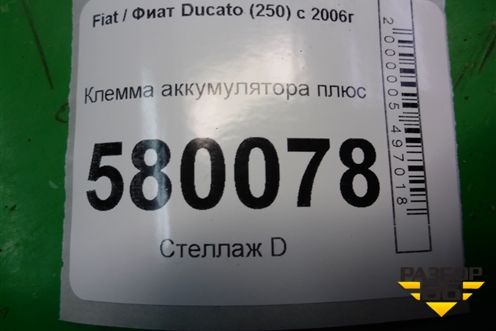 Fiat / Фиат Ducato (250) с 2006г
Клемма аккумулятора плюс
580078
Стеллаж D
2000005497018
РАЗБОР